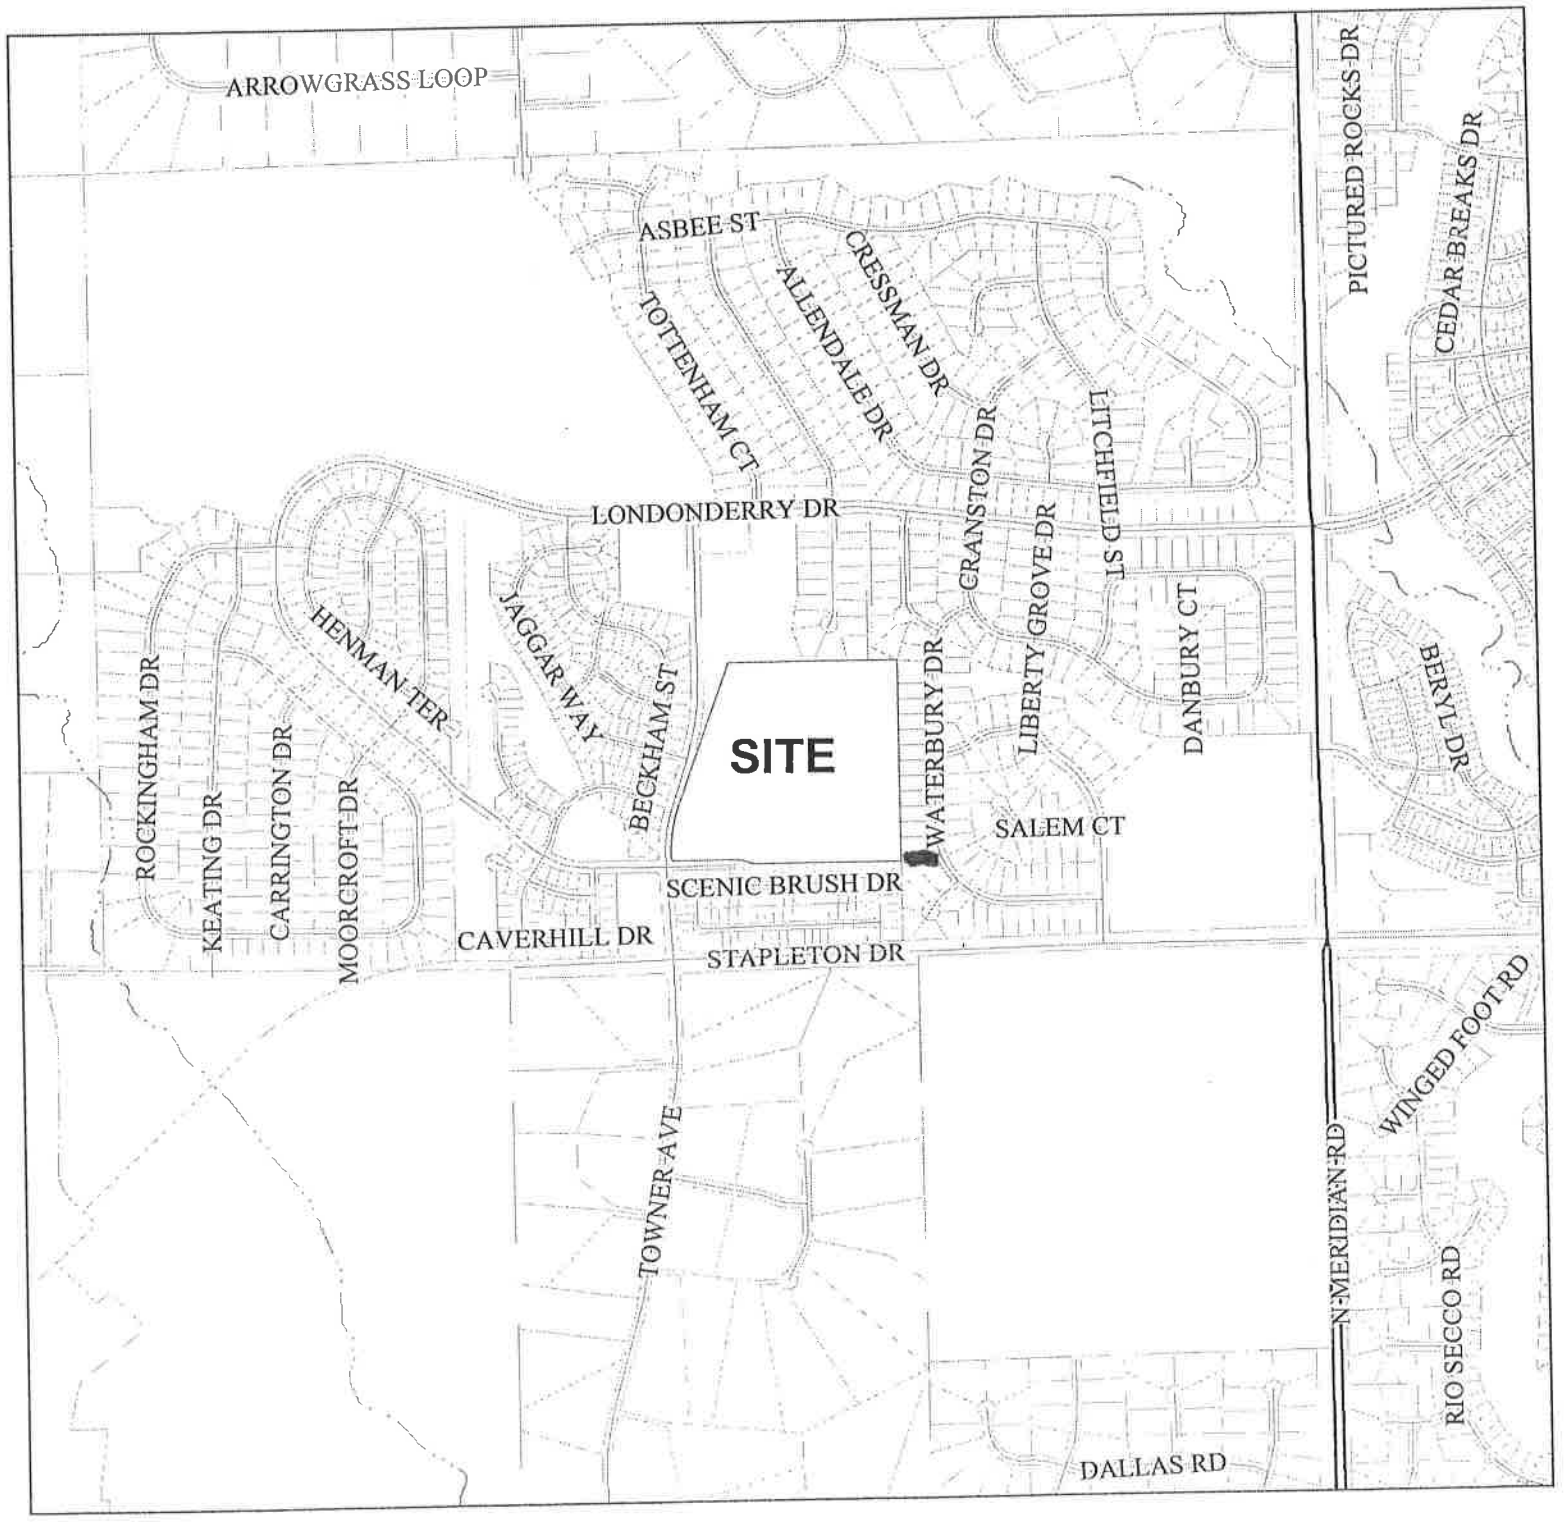 ARROWGRASS LOOP
PICTURED ROCKS DR
CEDAR BREAKS DR
ASBEE ST
CRESSMAN DR
ALLENDALE DR
TOTTENHAM CT
LITCHFIELD ST
CRANSTON DR
LONDONDERRY DR
LIBERTY GROVE DR
JAGGAR WAY
HENMAN TER
DANBURY CT
BERYL DR
WATERBURY DR
ROCKINGHAM DR
BECKHAM ST
SITE
CARRINGTON DR
KEATING DR
MOORCROFT DR
SALEM CT
SCENIC BRUSH DR
CAVERHILL DR
STAPLETON DR
WINGED FOOT RD
TOWNER AVE
N MERIDIAN RD
RIO SECCO RD
DALLAS RD